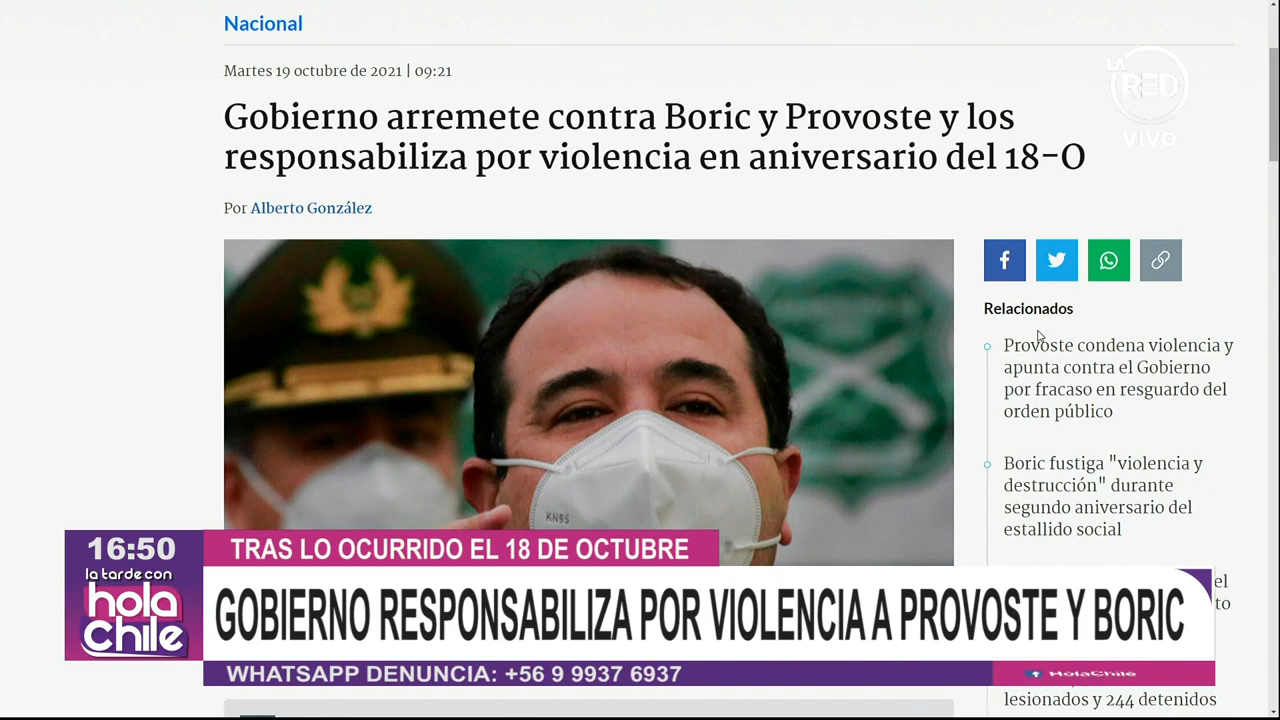 Nacional
Martes 19 octubre de 2021 | 09:21
LA
RED
VIVO
Gobierno arremete contra Boric y Provoste y los
responsabiliza por violencia en aniversario del 18-O
Por Alberto González
Relacionados
Provoste condena violencia y
apunta contra el Gobierno
por fracaso en resguardo del
orden público
Boric fustiga "violencia y
destrucción" durante
segundo aniversario del
estallido social
el
to
lesionados y 244 detenidos
KN95
16:50
la tarde con
hola
chile
TRAS LO OCURRIDO EL 18 DE OCTUBRE
GOBIERNO RESPONSABILIZA POR VIOLENCIA A PROVOSTE Y BORIC
WHATSAPP DENUNCIA: +56 9 9937 6937
HolaChile